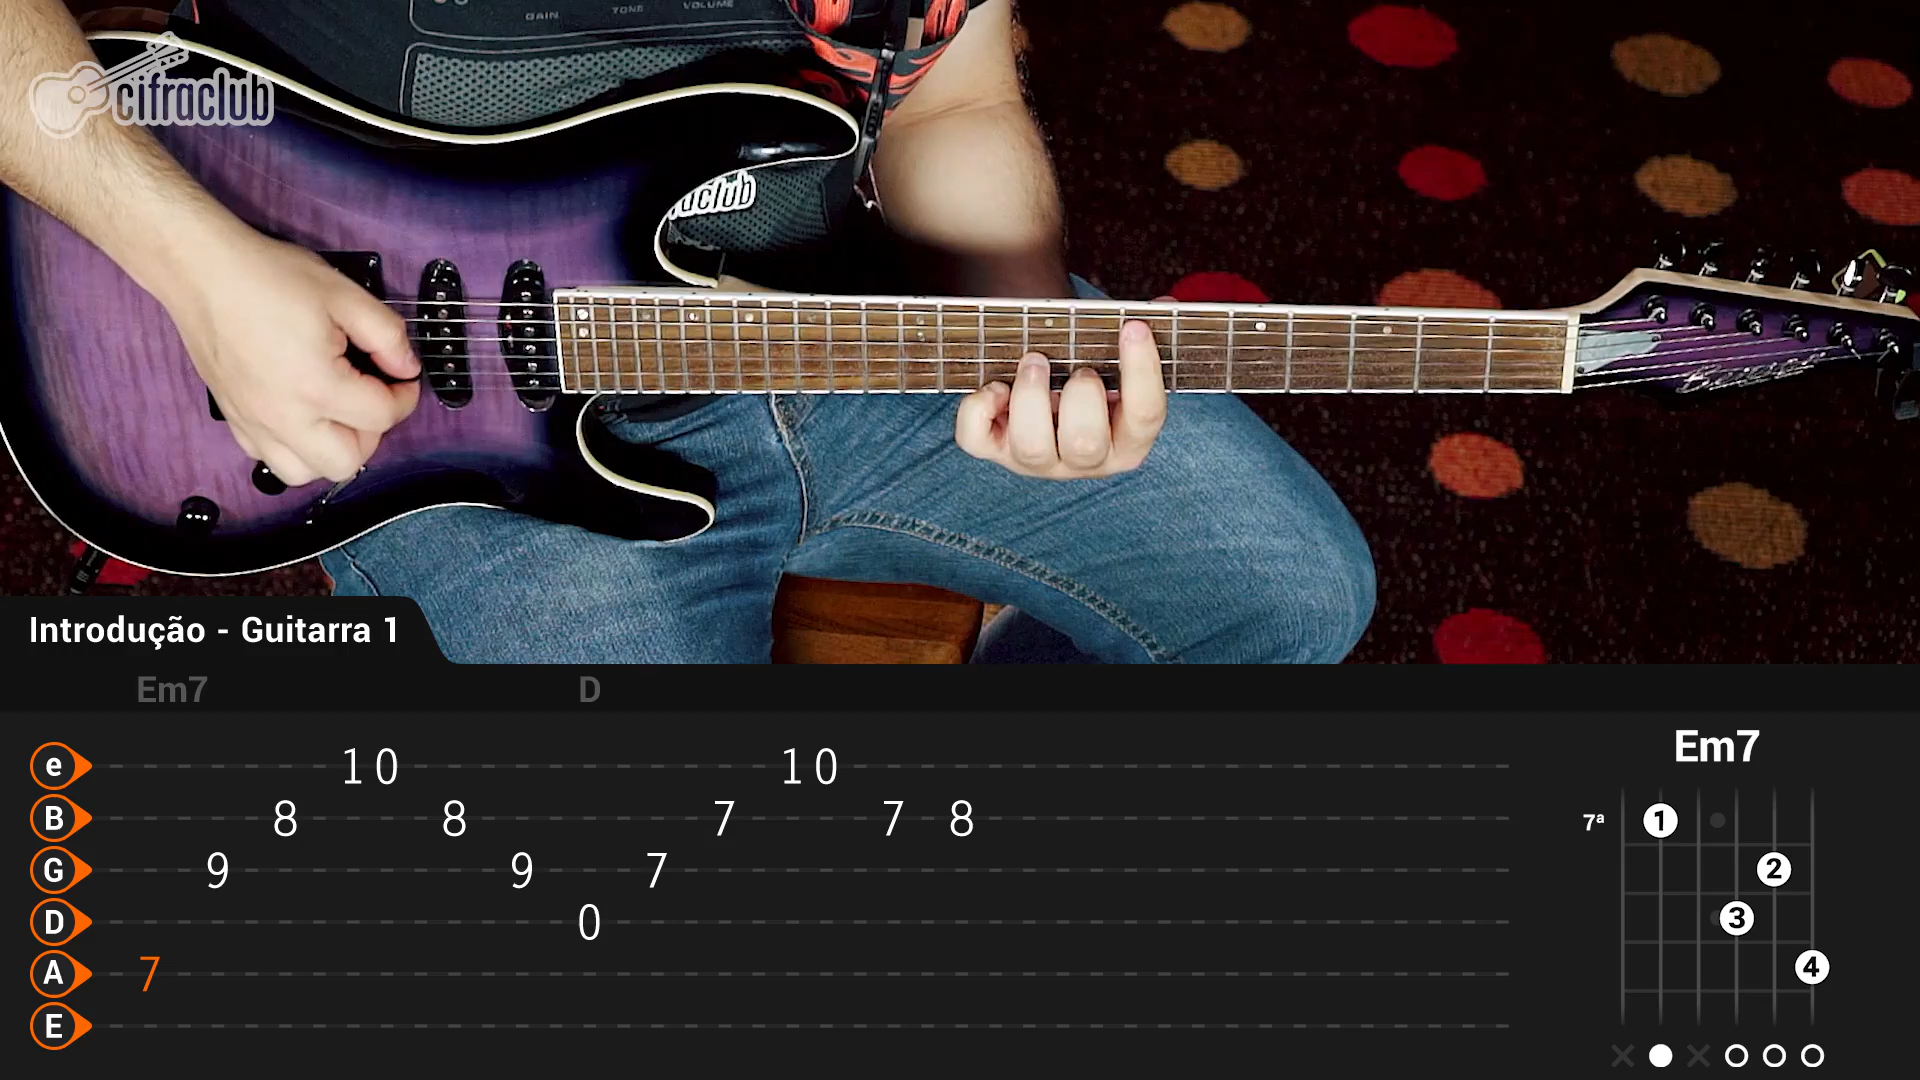 GAIN TONE VOLUME
cifraclub
Introdução - Guitarra 1
Em7 D
e 10 10
B 8 8 7 7 8
G 9 9 7
D 0
A 7
E
Em7
7ª 1
2
3
4